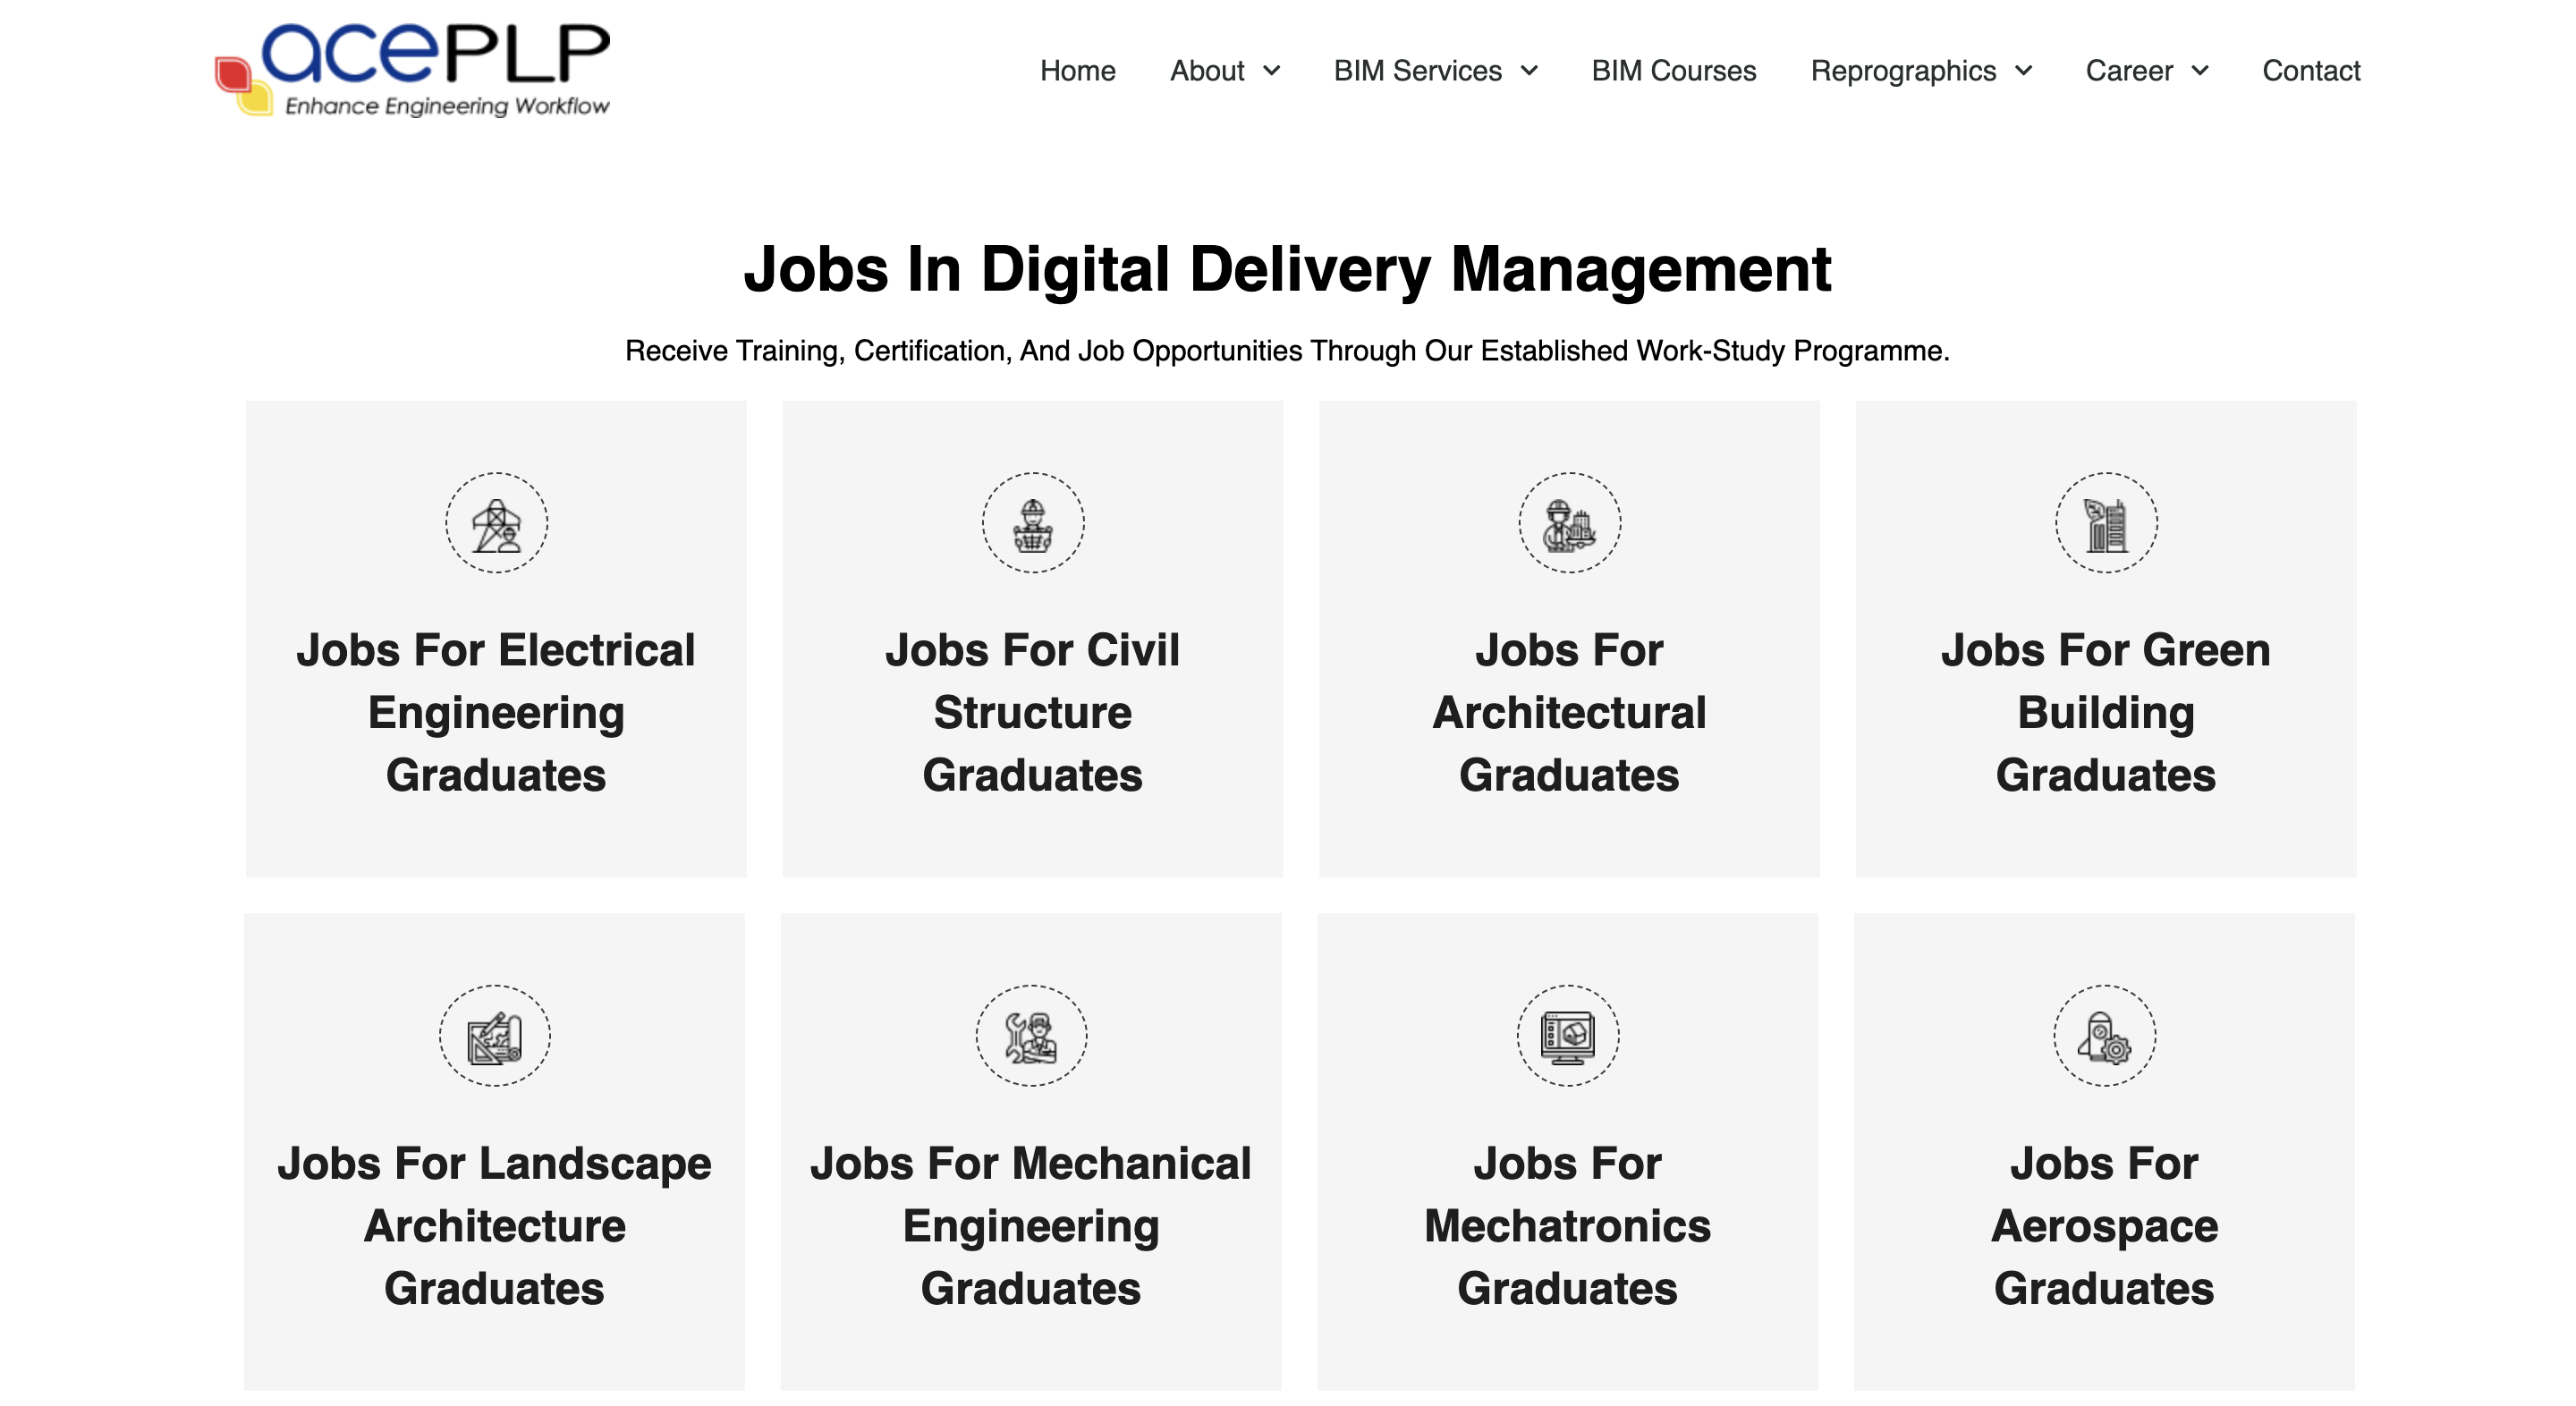 acePLP
Enhance Engineering Workflow
Home About BIM Services BIM Courses Reprographics Career Contact
Jobs In Digital Delivery Management
Receive Training, Certification, And Job Opportunities Through Our Established Work-Study Programme.
Jobs For Electrical
Engineering
Graduates
Jobs For Civil
Structure
Graduates
Jobs For
Architectural
Graduates
Jobs For Green
Building
Graduates
Jobs For Landscape
Architecture
Graduates
Jobs For Mechanical
Engineering
Graduates
Jobs For
Mechatronics
Graduates
Jobs For
Aerospace
Graduates